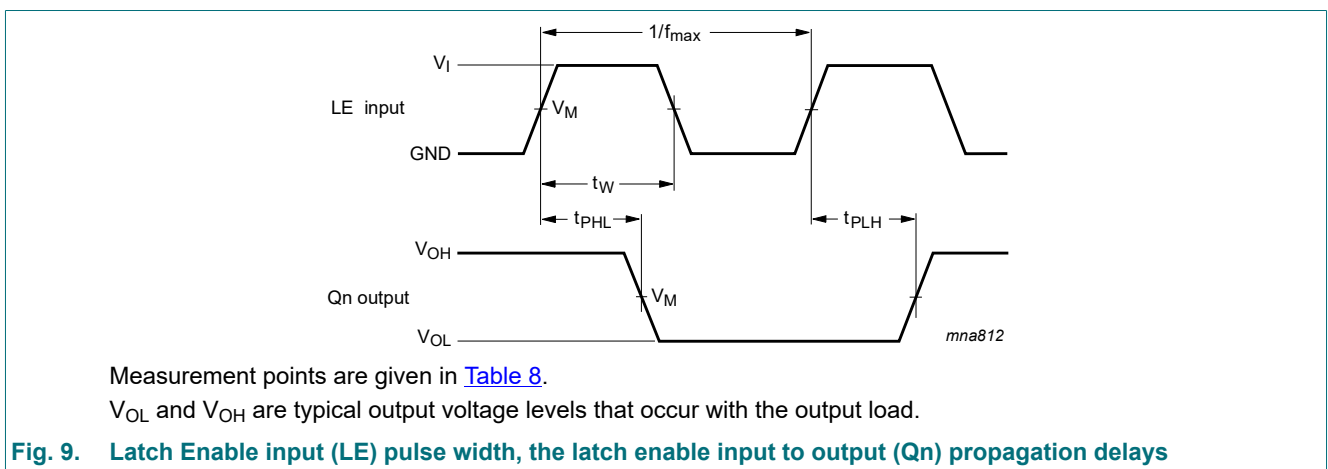 1/fmax
VI
LE input
VM
GND
tW
tPHL
tPLH
VOH
Qn output
VM
VOL
mna812
Measurement points are given in Table 8.
VOL and VOH are typical output voltage levels that occur with the output load.
Fig. 9. Latch Enable input (LE) pulse width, the latch enable input to output (Qn) propagation delays